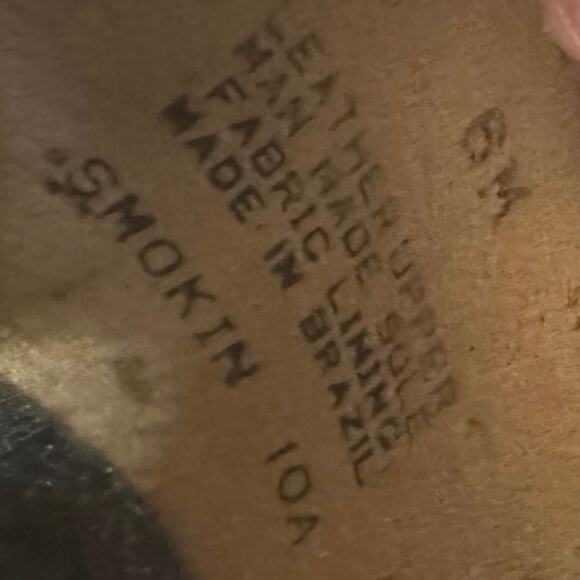 6M
LEATHER UPPER
MAN MADE SOLE
FABRIC LINING
MADE IN BRAZIL
SMOKIN 10A